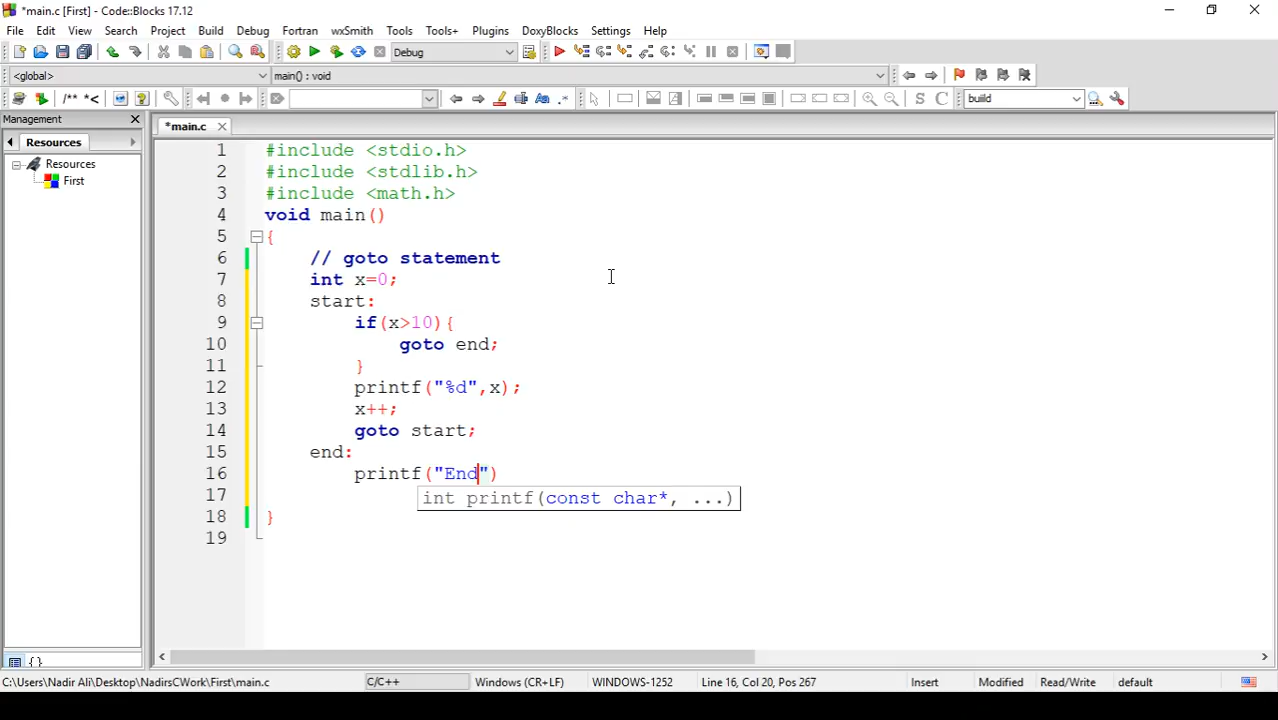 *main.c [First] - Code::Blocks 17.12
File Edit View Search Project Build Debug Fortran wxSmith Tools Tools+ Plugins DoxyBlocks Settings Help
Debug
<global> main() : void
/** *< build
Management
*main.c
Resources
Resources
First
1 #include <stdio.h>
2 #include <stdlib.h>
3 #include <math.h>
4 void main()
5 {
6 // goto statement
7 int x=0;
8 start:
9 if(x>10){
10 goto end;
11 }
12 printf("%d",x);
13 x++;
14 goto start;
15 end:
16 printf("End")
int printf(const char*, ...)
17
18 }
19
{}
C:\Users\Nadir Ali\Desktop\NadirsCWork\First\main.c C/C++ Windows (CR+LF) WINDOWS-1252 Line 16, Col 20, Pos 267 Insert Modified Read/Write default